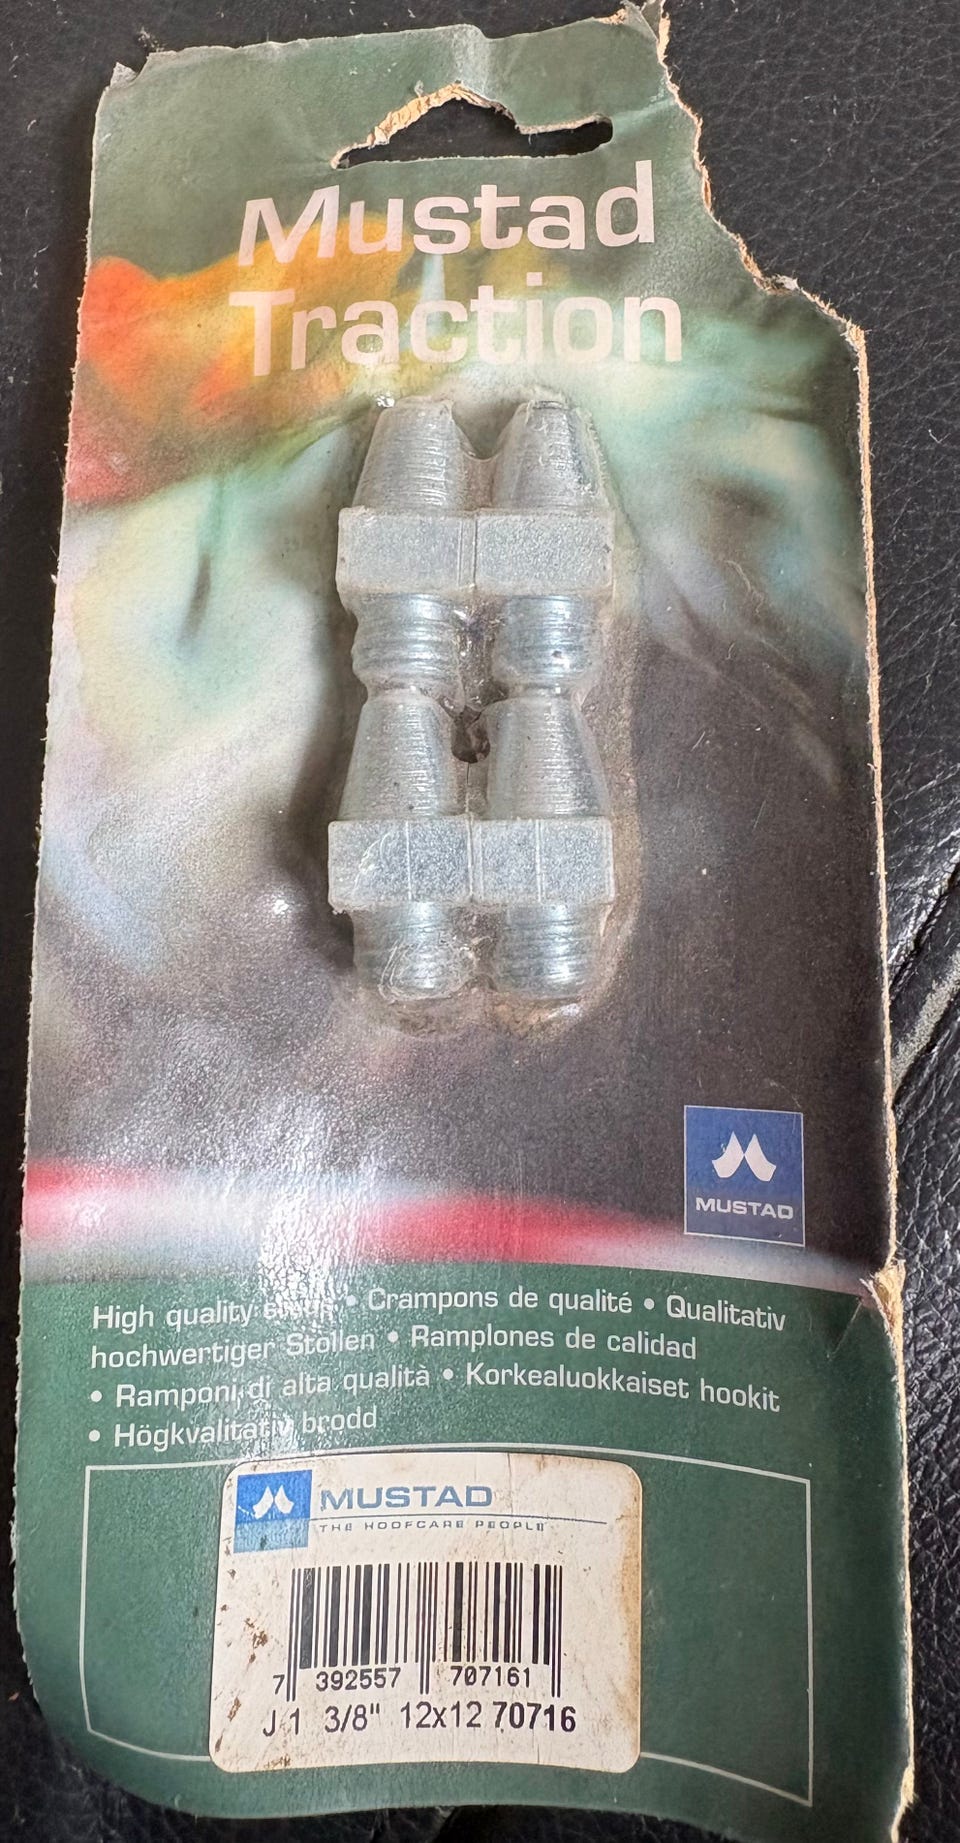 Mustad
Traction
MUSTAD
High quality • Crampons de qualité • Qualitativ
hochwertiger Stollen • Ramplones de calidad
• Ramponi di alta qualità • Korkealuokkaiset hookit
• Högkvalitativ brodd
MUSTAD
THE HOOFCARE PEOPLE
7 392557 707161
J 1 3/8" 12x12 70716